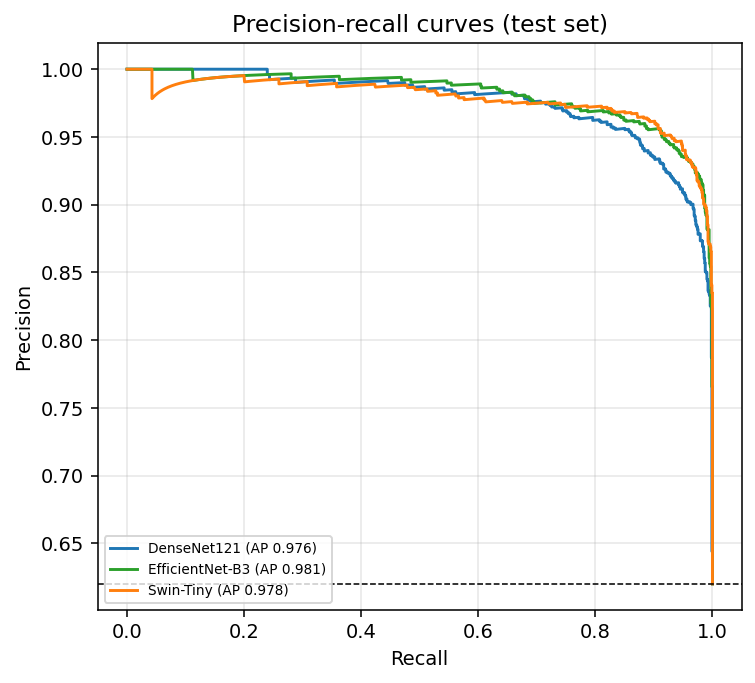 Precision-recall curves (test set)
Precision
1.00
0.95
0.90
0.85
0.80
0.75
0.70
0.65
DenseNet121 (AP 0.976)
EfficientNet-B3 (AP 0.981)
Swin-Tiny (AP 0.978)
0.0 0.2 0.4 0.6 0.8 1.0
Recall